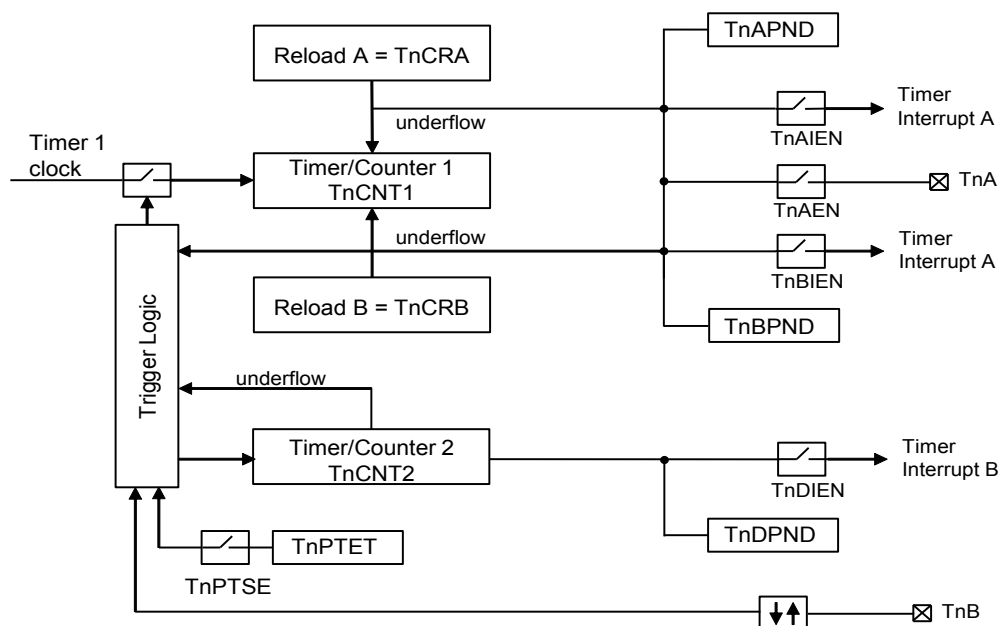 TnAPND
Reload A = TnCRA
underflow
Timer
Interrupt A
TnAIEN
Timer 1
clock
Timer/Counter 1
TnCNT1
TnA
TnAEN
underflow
Timer
Interrupt A
TnBIEN
Reload B = TnCRB
TnBPND
Trigger Logic
underflow
Timer/Counter 2
TnCNT2
Timer
Interrupt B
TnDIEN
TnPTET
TnDPND
TnPTSE
TnB